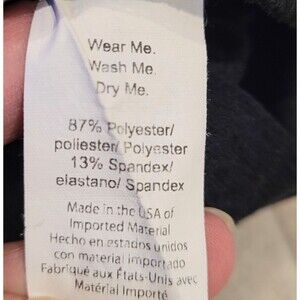 Wear Me.
Wash Me.
Dry Me.
87% Polyester/
poliester/ Polyester
13% Spandex/
elastano/ Spandex
Made in the USA of
Imported Material
Hecho en estados unidos
con material importado
Fabriqué aux États-Unis avec
Matérial Importé